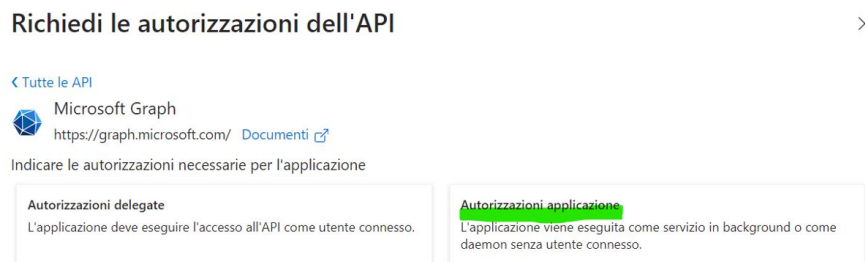 Richiedi le autorizzazioni dell'API
Tutte le API
Microsoft Graph
https://graph.microsoft.com/ Documenti
Indicare le autorizzazioni necessarie per l'applicazione
Autorizzazioni delegate
L'applicazione deve eseguire l'accesso all'API come utente connesso.
Autorizzazioni applicazione
L'applicazione viene eseguita come servizio in background o come
daemon senza utente connesso.